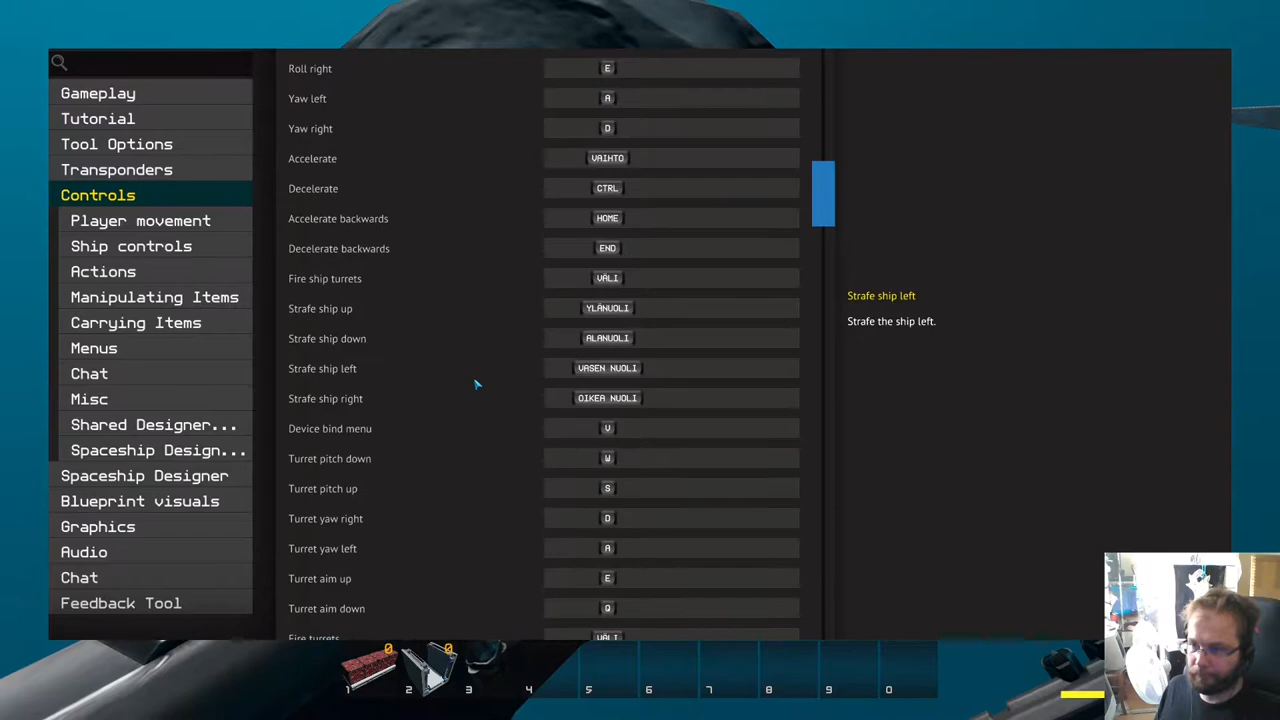 Gameplay
Tutorial
Tool Options
Transponders
Controls
Player movement
Ship controls
Actions
Manipulating Items
Carrying Items
Menus
Chat
Misc
Shared Designer...
Spaceship Design...
Spaceship Designer
Blueprint visuals
Graphics
Audio
Chat
Feedback Tool
Roll right E
Yaw left A
Yaw right D
Accelerate VAIHTO
Decelerate CTRL
Accelerate backwards HOME
Decelerate backwards END
Fire ship turrets VÄLI
Strafe ship up YLÄNUOLI
Strafe ship down ALANUOLI
Strafe ship left VASEN NUOLI
Strafe ship right OIKEA NUOLI
Device bind menu V
Turret pitch down W
Turret pitch up S
Turret yaw right D
Turret yaw left A
Turret aim up E
Turret aim down Q
Fire turrets VÄLI
Strafe ship left
Strafe the ship left.
0 0
1 2 3 4 5 6 7 8 9 0